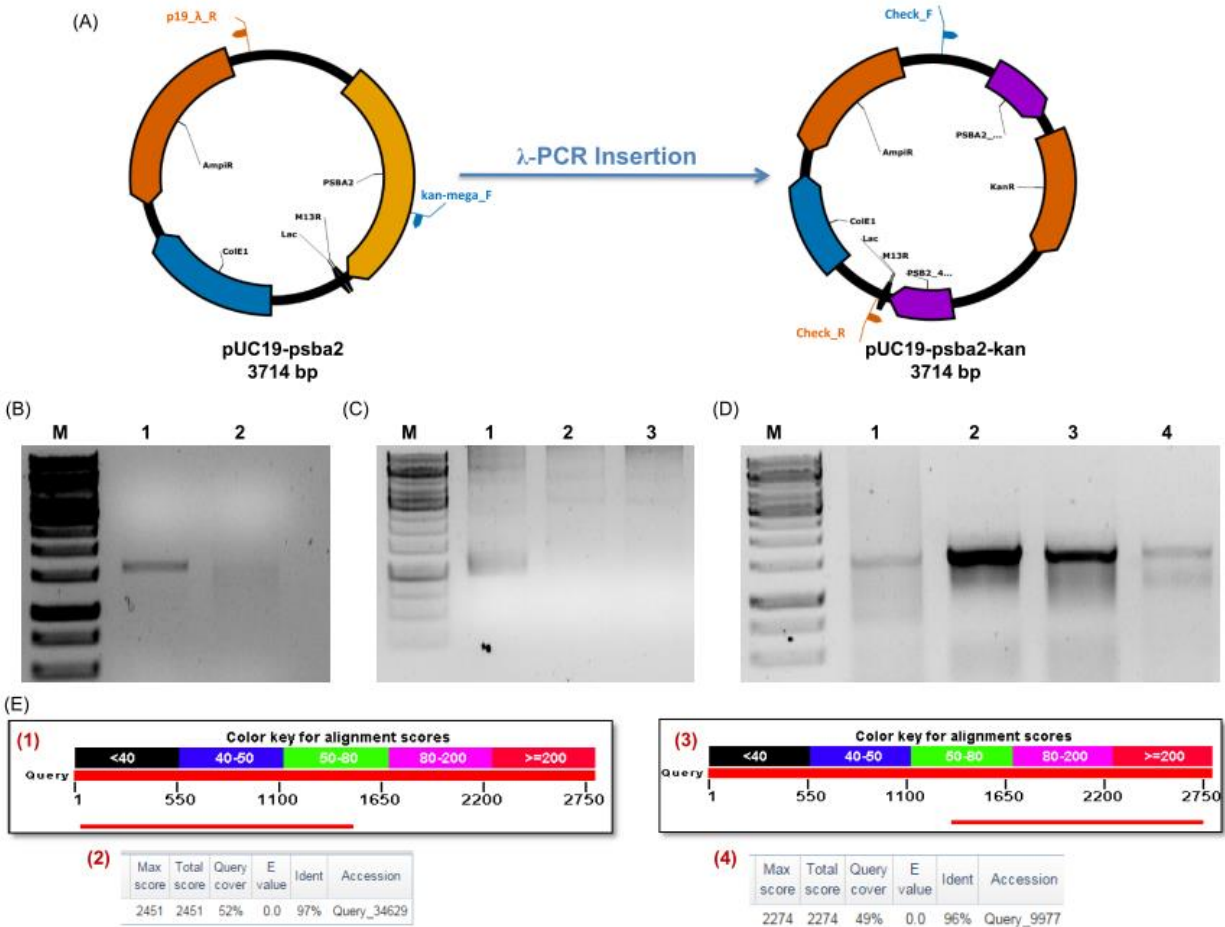 (A)
p19_λ_R
AmpiR
PSBA2
kan-mega_F
M13R
Lac
ColE1
pUC19-psba2
3714 bp
λ-PCR Insertion
Check_F
PSBA2_...
AmpiR
KanR
ColE1
Lac
M13R
PSB2_4...
Check_R
pUC19-psba2-kan
3714 bp
(B)
M 1 2
(C)
M 1 2 3
(D)
M 1 2 3 4
(E)
(1)
Color key for alignment scores
<40 40-50 50-80 80-200 >=200
Query
1 550 1100 1650 2200 2750
(2)
Max score Total score Query cover E value Ident Accession
2451 2451 52% 0.0 97% Query_34629
(3)
Color key for alignment scores
<40 40-50 50-80 80-200 >=200
Query
1 550 1100 1650 2200 2750
(4)
Max score Total score Query cover E value Ident Accession
2274 2274 49% 0.0 96% Query_9977